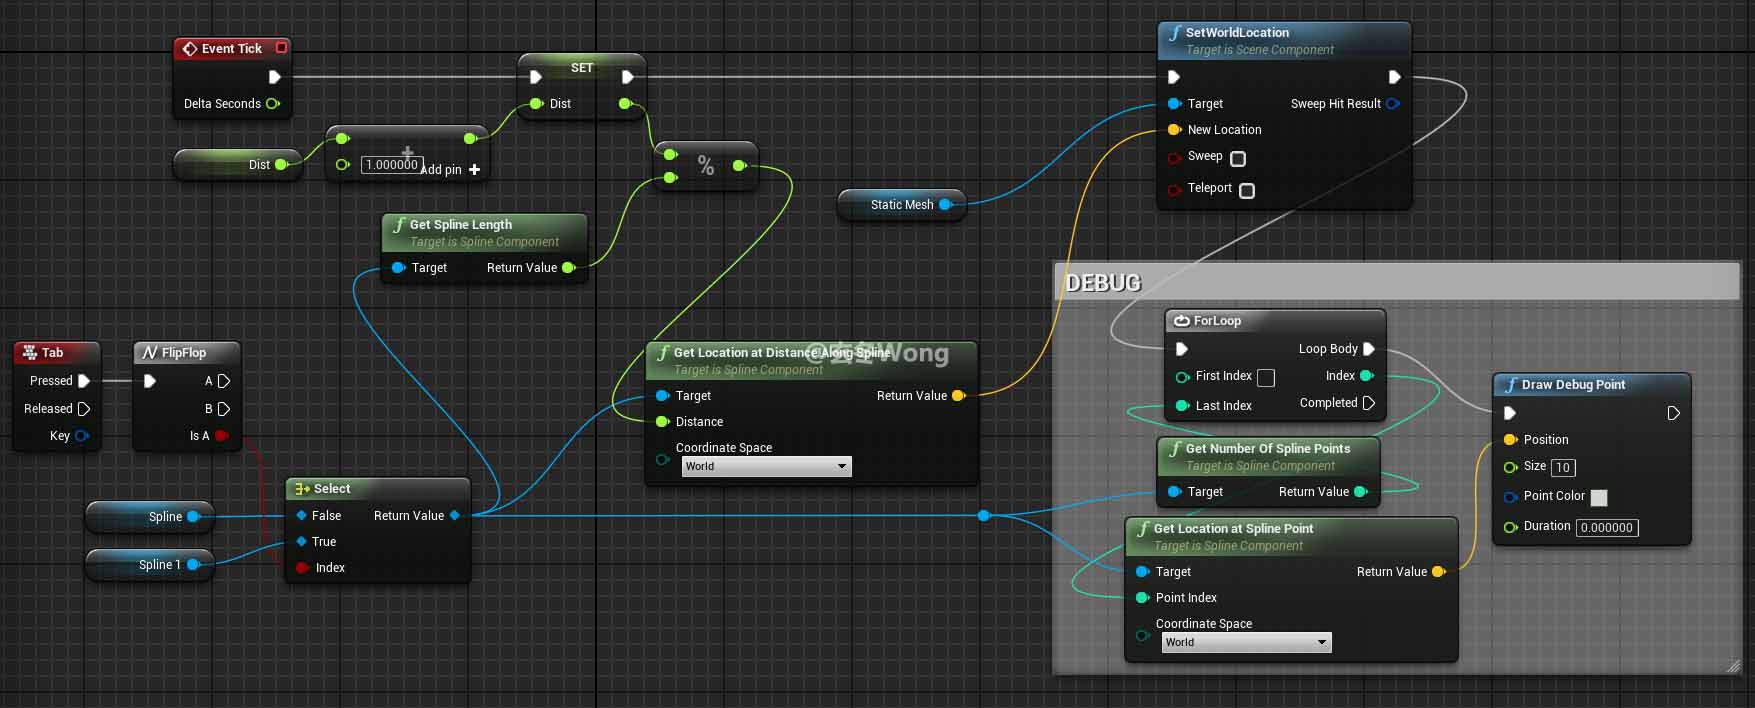 Event Tick
Delta Seconds
Dist
1.000000
Add pin
SET
Dist
%
Get Spline Length
Target is Spline Component
Target
Return Value
Static Mesh
SetWorldLocation
Target is Scene Component
Target
Sweep Hit Result
New Location
Sweep
Teleport
Tab
Pressed
Released
Key
FlipFlop
A
B
Is A
Spline
Spline 1
Select
False
Return Value
True
Index
Get Location at Distance Along Spline
Target is Spline Component
Target
Return Value
Distance
Coordinate Space
World
@去年Wong
DEBUG
ForLoop
Loop Body
First Index
Index
Last Index
Completed
Get Number Of Spline Points
Target is Spline Component
Target
Return Value
Get Location at Spline Point
Target is Spline Component
Target
Return Value
Point Index
Coordinate Space
World
Draw Debug Point
Position
Size 10
Point Color
Duration 0.000000